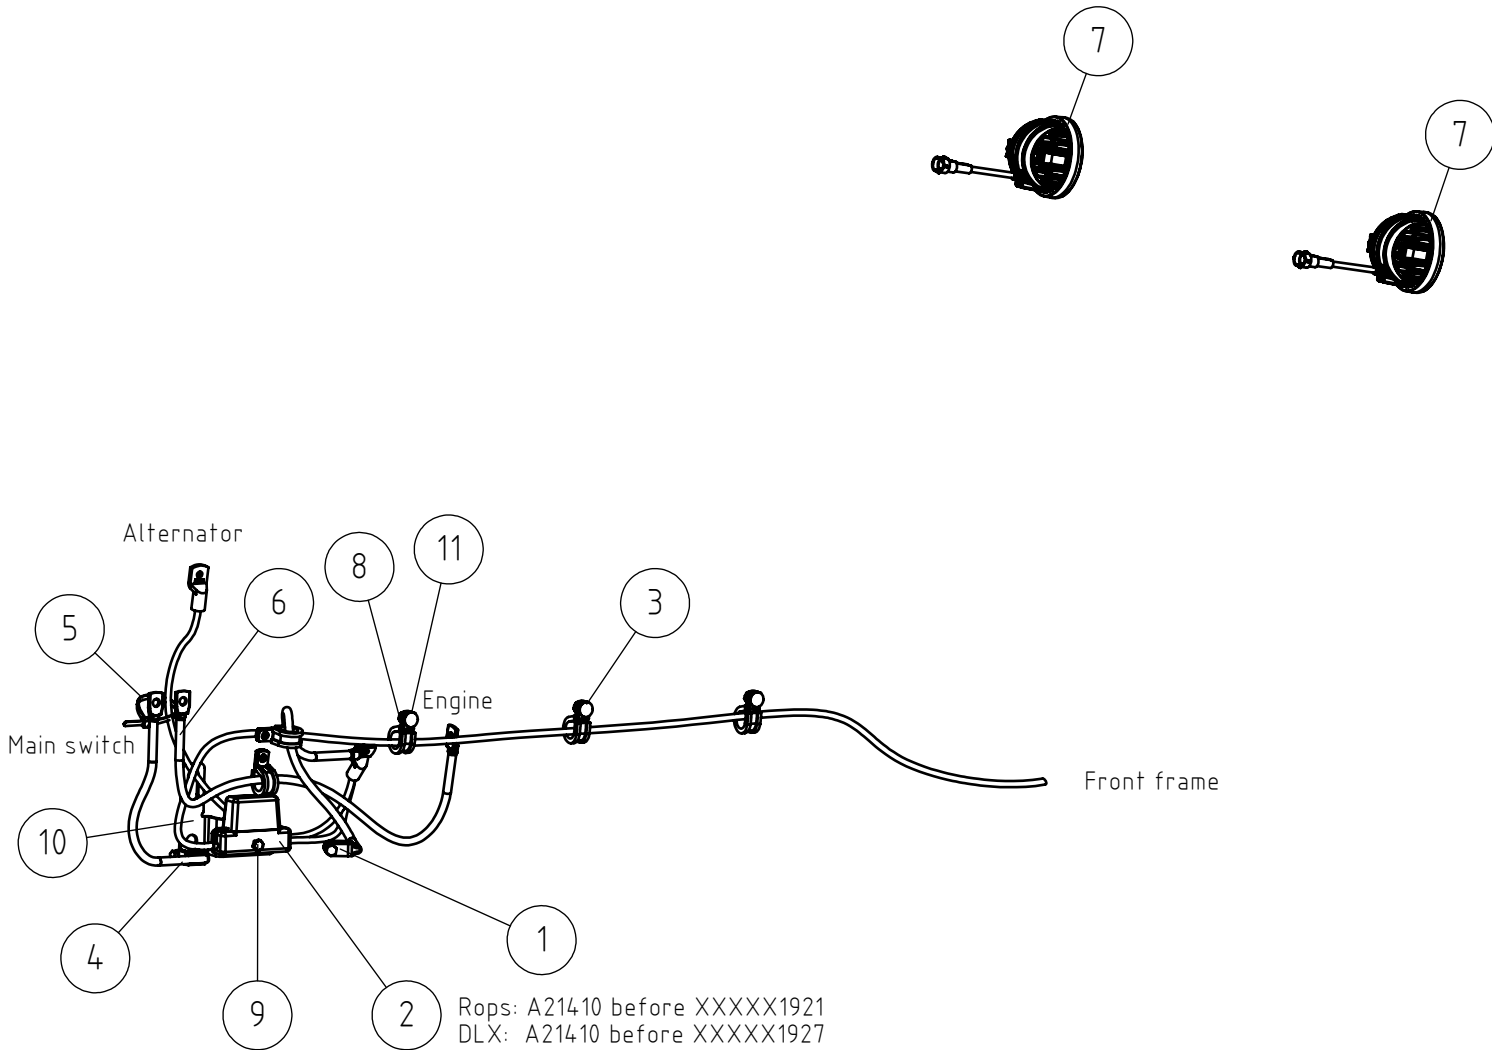 7
7
Alternator
8
11
6
3
5
Engine
Main switch
Front frame
10
1
4
9
2
Rops: A21410 before XXXXX1921
DLX: A21410 before XXXXX1927